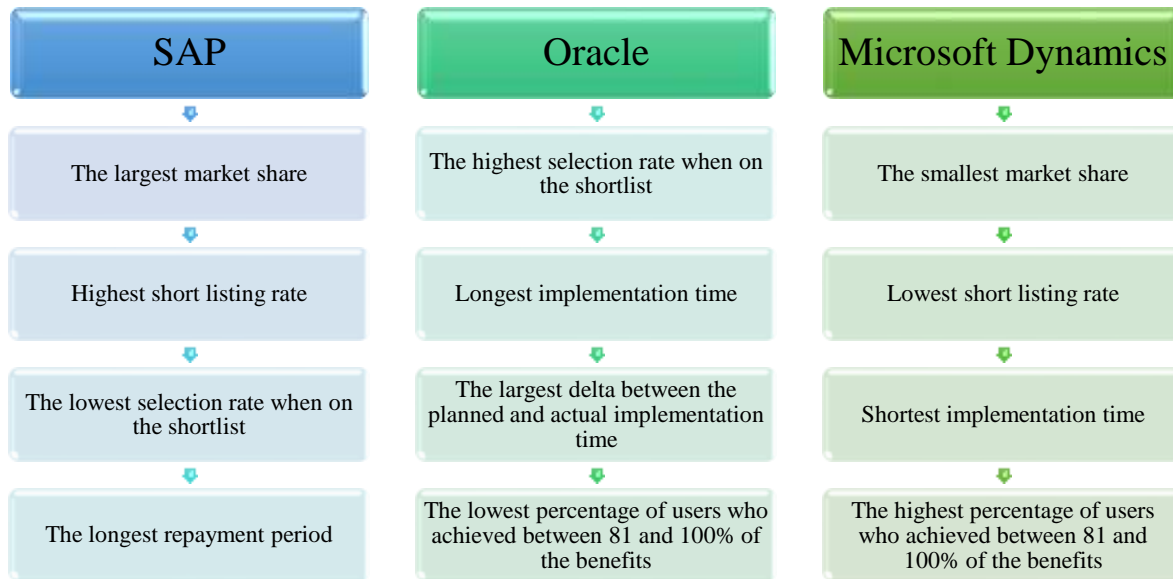 SAP
The largest market share
Highest short listing rate
The lowest selection rate when on
the shortlist
The longest repayment period
Oracle
The highest selection rate when on
the shortlist
Longest implementation time
The largest delta between the
planned and actual implementation
time
The lowest percentage of users who
achieved between 81 and 100% of
the benefits
Microsoft Dynamics
The smallest market share
Lowest short listing rate
Shortest implementation time
The highest percentage of users
who achieved between 81 and
100% of the benefits